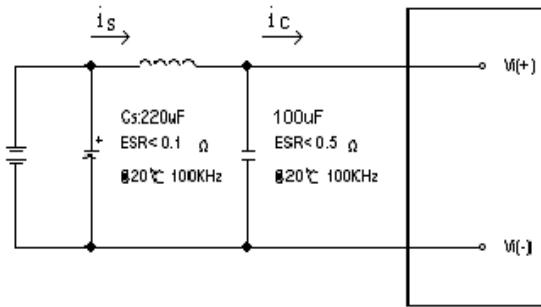 is
ic
Cs:220uF
ESR< 0.1 Ω
@20℃ 100KHz
100uF
ESR< 0.5 Ω
@20℃ 100KHz
Vi(+)
Vi(-)
+